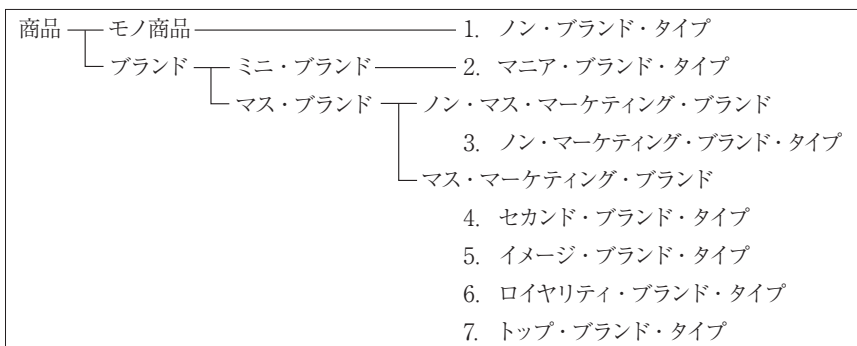 商品 モノ商品 1. ノン・ブランド・タイプ
ブランド ミニ・ブランド 2. マニア・ブランド・タイプ
マス・ブランド ノン・マス・マーケティング・ブランド
3. ノン・マーケティング・ブランド・タイプ
マス・マーケティング・ブランド
4. セカンド・ブランド・タイプ
5. イメージ・ブランド・タイプ
6. ロイヤリティ・ブランド・タイプ
7. トップ・ブランド・タイプ